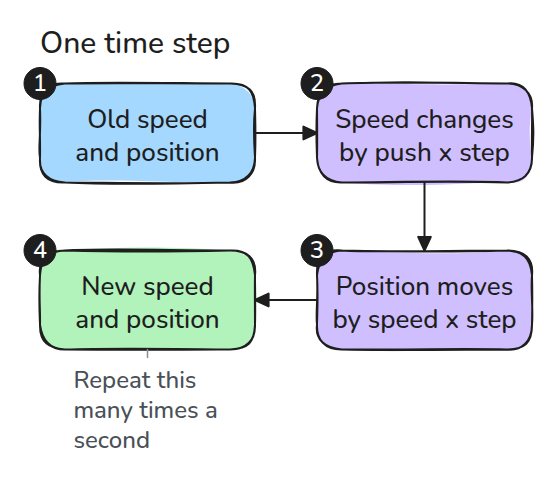 One time step
1
Old speed
and position
2
Speed changes
by push x step
3
Position moves
by speed x step
4
New speed
and position
Repeat this
many times a
second